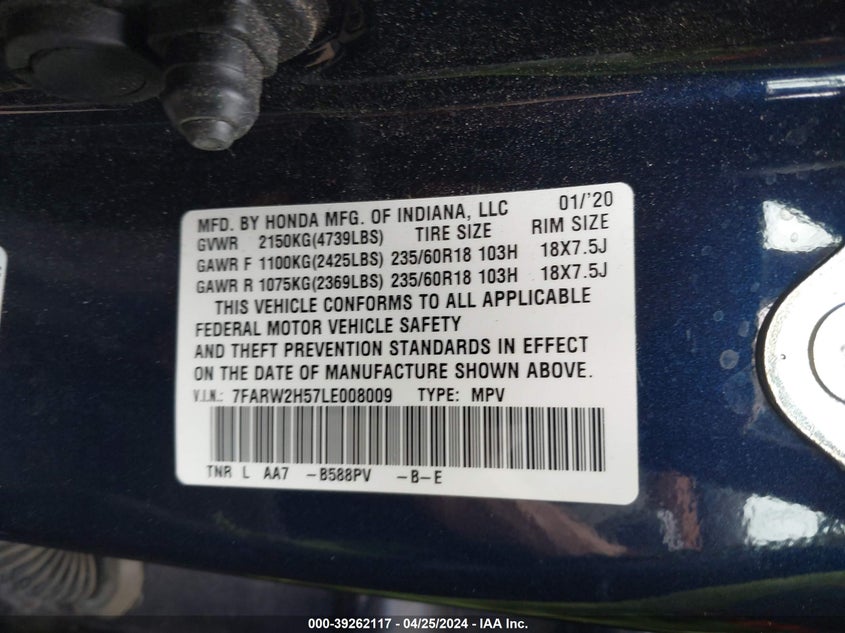 MFD. BY HONDA MFG. OF INDIANA, LLC 01/'20
GVWR 2150KG(4739LBS) TIRE SIZE RIM SIZE
GAWR F 1100KG(2425LBS) 235/60R18 103H 18X7.5J
GAWR R 1075KG(2369LBS) 235/60R18 103H 18X7.5J
THIS VEHICLE CONFORMS TO ALL APPLICABLE
FEDERAL MOTOR VEHICLE SAFETY
AND THEFT PREVENTION STANDARDS IN EFFECT
ON THE DATE OF MANUFACTURE SHOWN ABOVE.
V.I.N.: 7FARW2H57LE008009 TYPE: MPV
TNR L AA7 -B588PV -B-E
000-39262117 - 04/25/2024 - IAA Inc.